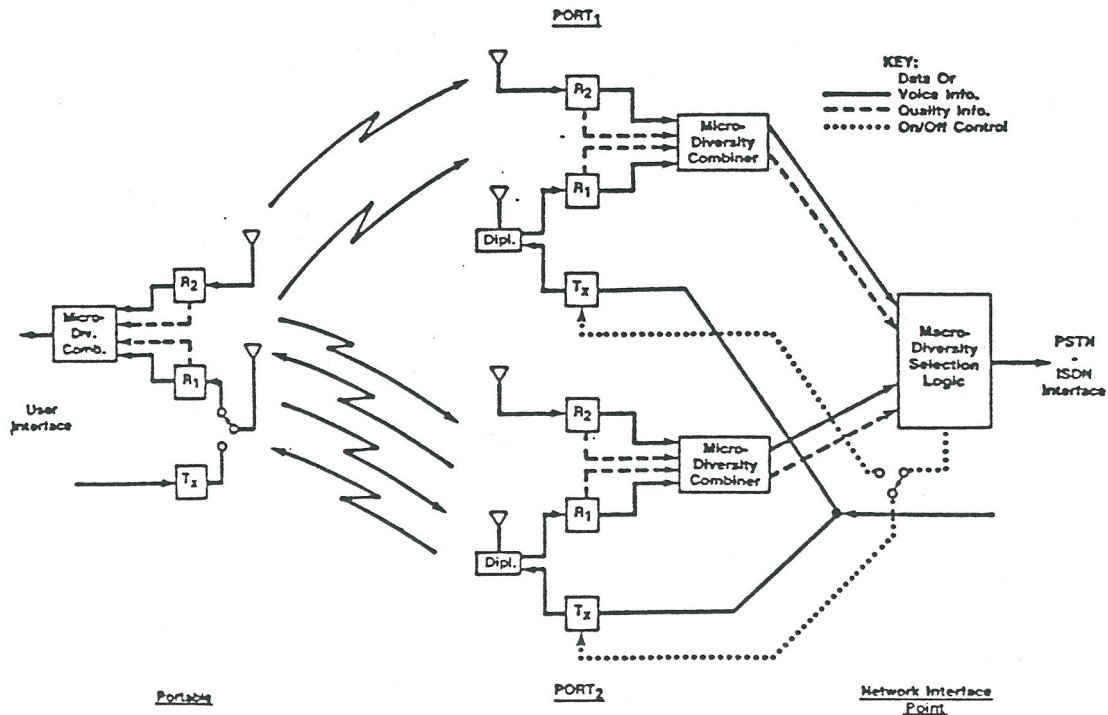 PORT1
KEY:
Data Or
Voice Info.
Quality Info.
On/Off Control
R2
Micro-
Diversity
Combiner
R1
Dipl.
Tx
R2
Micro-
Div.
Comb.
R1
User
Interface
Tx
Macro-
Diversity
Selection
Logic
PSTN
-
ISDN
Interface
R2
Micro-
Diversity
Combiner
R1
Dipl.
Tx
Portable
PORT2
Network Interface
Point